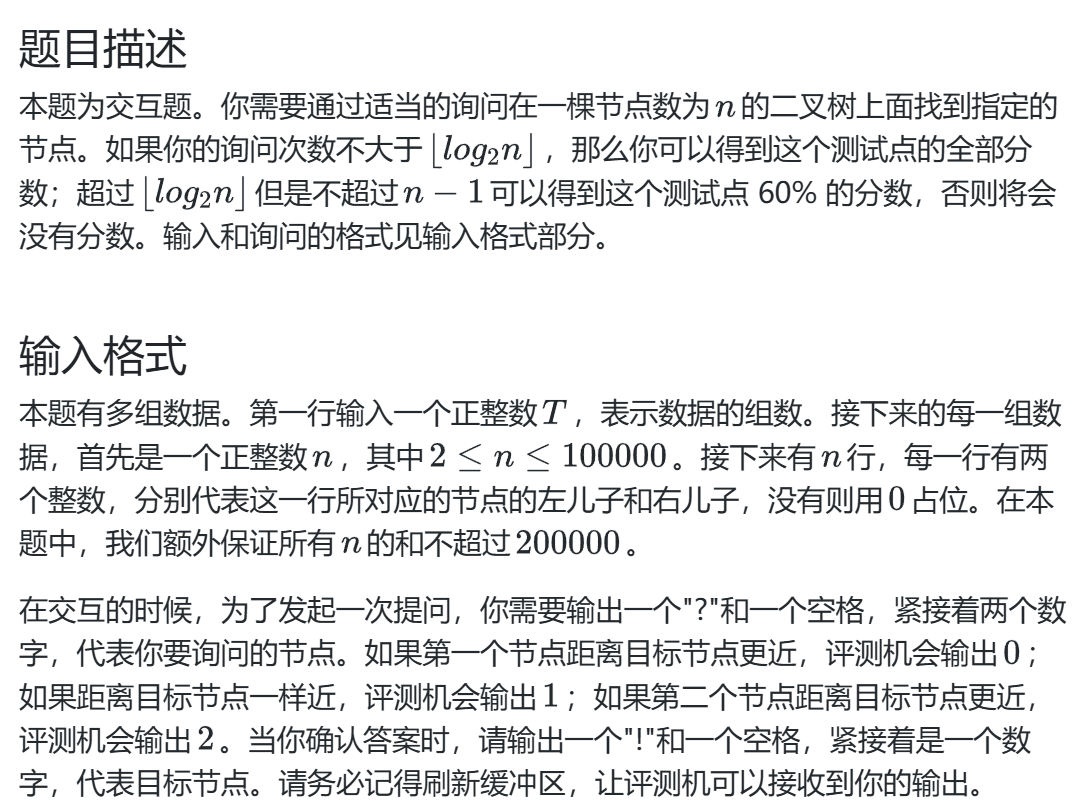 题目描述
本题为交互题。你需要通过适当的询问在一棵节点数为 n 的二叉树上面找到指定的
节点。如果你的询问次数不大于 ⌊log₂n⌋ ，那么你可以得到这个测试点的全部分
数；超过 ⌊log₂n⌋ 但是不超过 n − 1 可以得到这个测试点 60% 的分数，否则将会
没有分数。输入和询问的格式见输入格式部分。
输入格式
本题有多组数据。第一行输入一个正整数 T ，表示数据的组数。接下来的每一组数
据，首先是一个正整数 n ，其中 2 ≤ n ≤ 100000 。接下来有 n 行，每一行有两
个整数，分别代表这一行所对应的节点的左儿子和右儿子，没有则用 0 占位。在本
题中，我们额外保证所有 n 的和不超过 200000 。
在交互的时候，为了发起一次提问，你需要输出一个"?"和一个空格，紧接着两个数
字，代表你要询问的节点。如果第一个节点距离目标节点更近，评测机会输出 0 ；
如果距离目标节点一样近，评测机会输出 1 ；如果第二个节点距离目标节点更近，
评测机会输出 2 。当你确认答案时，请输出一个"!"和一个空格，紧接着是一个数
字，代表目标节点。请务必记得刷新缓冲区，让评测机可以接收到你的输出。